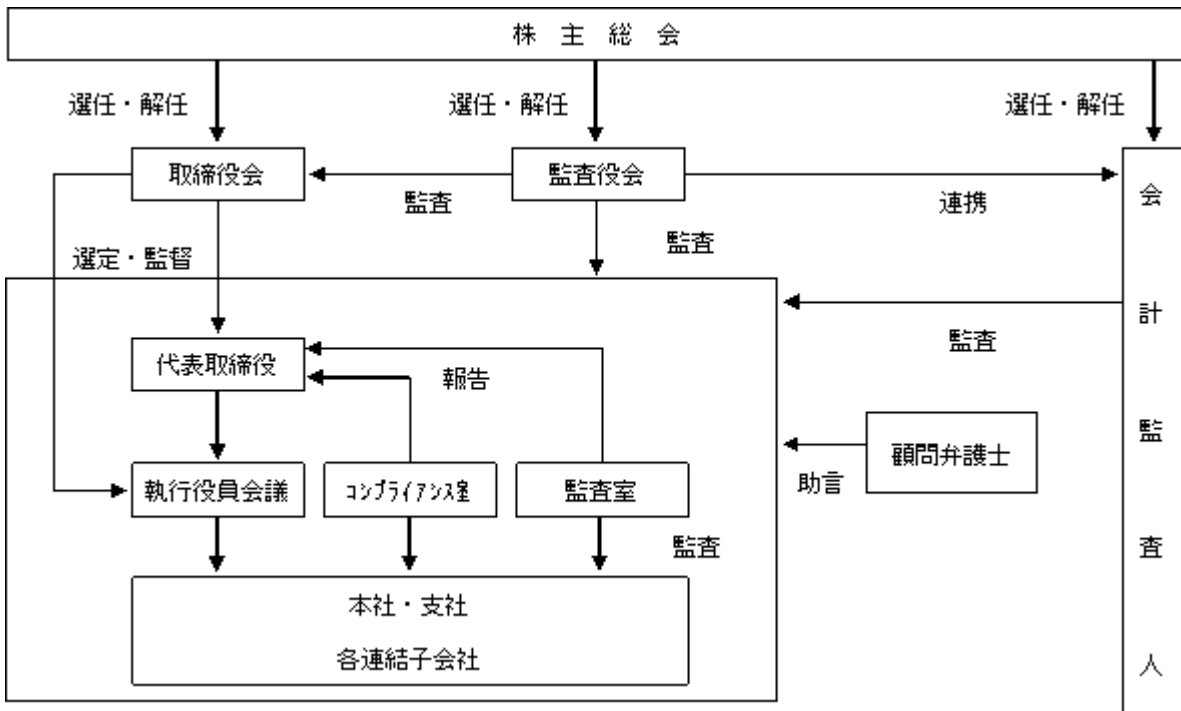 株主総会
選任・解任
選任・解任
選任・解任
取締役会
監査役会
監査
連携
選定・監督
監査
会計監査人
監査
代表取締役
報告
顧問弁護士
助言
執行役員会議
ｺﾝﾌﾟﾗｲｱﾝｽ室
監査室
監査
本社・支社
各連結子会社